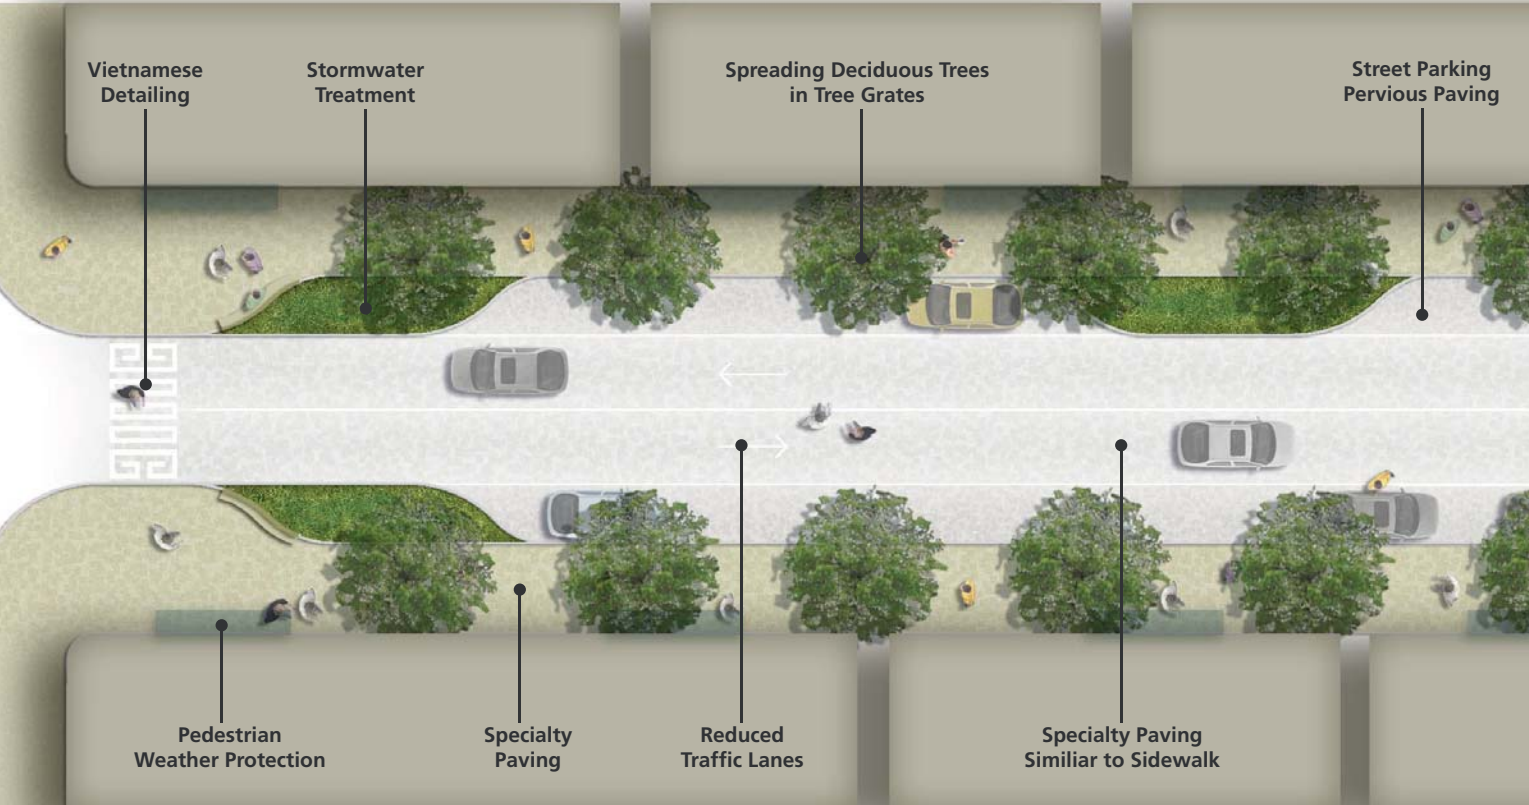 Vietnamese
Detailing
Stormwater
Treatment
Spreading Deciduous Trees
in Tree Grates
Street Parking
Pervious Paving
Pedestrian
Weather Protection
Specialty
Paving
Reduced
Traffic Lanes
Specialty Paving
Similiar to Sidewalk